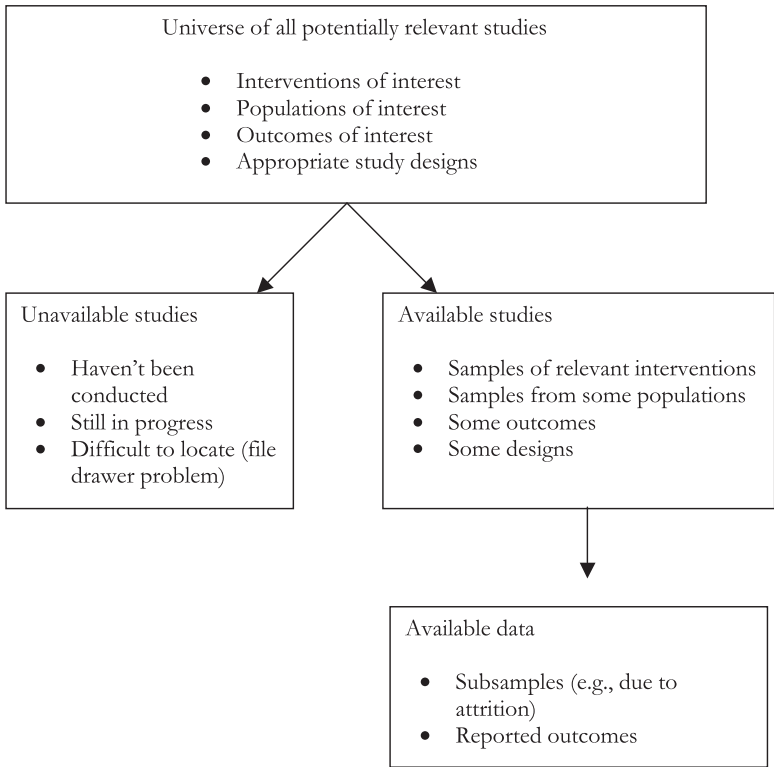 Universe of all potentially relevant studies
• Interventions of interest
• Populations of interest
• Outcomes of interest
• Appropriate study designs
Unavailable studies
• Haven’t been
conducted
• Still in progress
• Difficult to locate (file
drawer problem)
Available studies
• Samples of relevant interventions
• Samples from some populations
• Some outcomes
• Some designs
Available data
• Subsamples (e.g., due to
attrition)
• Reported outcomes